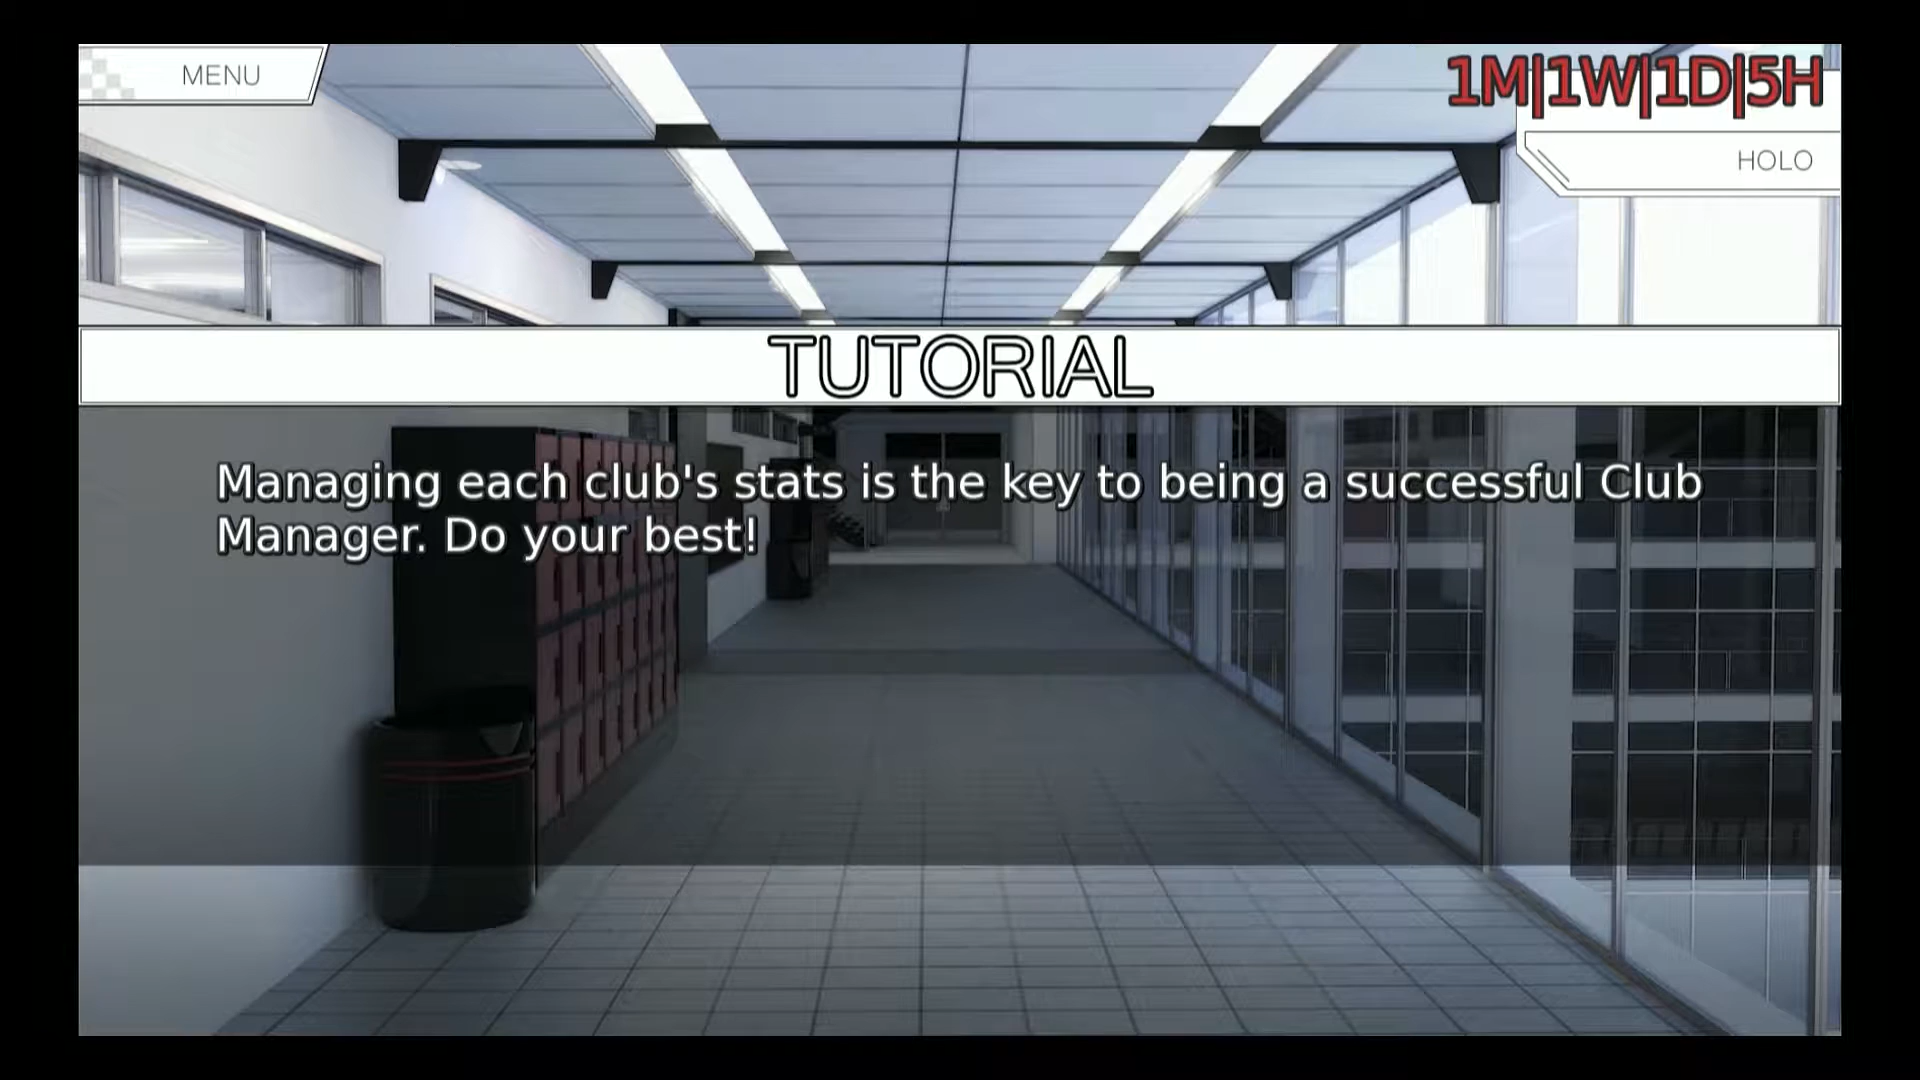 MENU
1M|1W|1D|5H
HOLO
TUTORIAL
Managing each club's stats is the key to being a successful Club
Manager. Do your best!